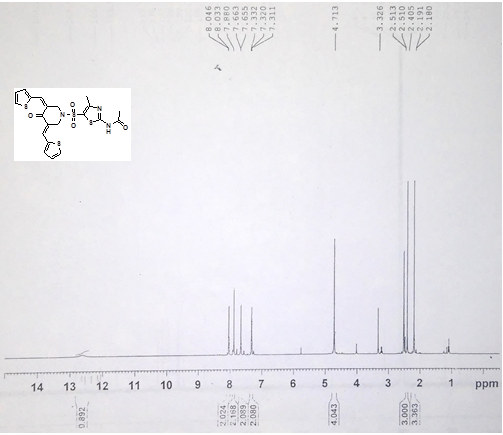 8.046
8.033
7.880
7.663
7.655
7.332
7.320
7.311
4.713
3.326
2.513
2.510
2.405
2.191
2.180
S
O
N
S
O
O
N
S
N
H
O
S
14 13 12 11 10 9 8 7 6 5 4 3 2 1 ppm
0.892
2.024
2.168
2.089
2.080
4.043
3.000
3.363